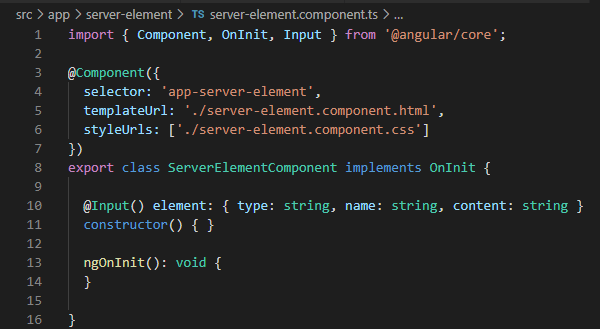 src > app > server-element > TS server-element.component.ts > ...
1 import { Component, OnInit, Input } from '@angular/core';
2
3 @Component({
4   selector: 'app-server-element',
5   templateUrl: './server-element.component.html',
6   styleUrls: ['./server-element.component.css']
7 })
8 export class ServerElementComponent implements OnInit {
9
10   @Input() element: { type: string, name: string, content: string }
11   constructor() { }
12
13   ngOnInit(): void {
14   }
15
16 }